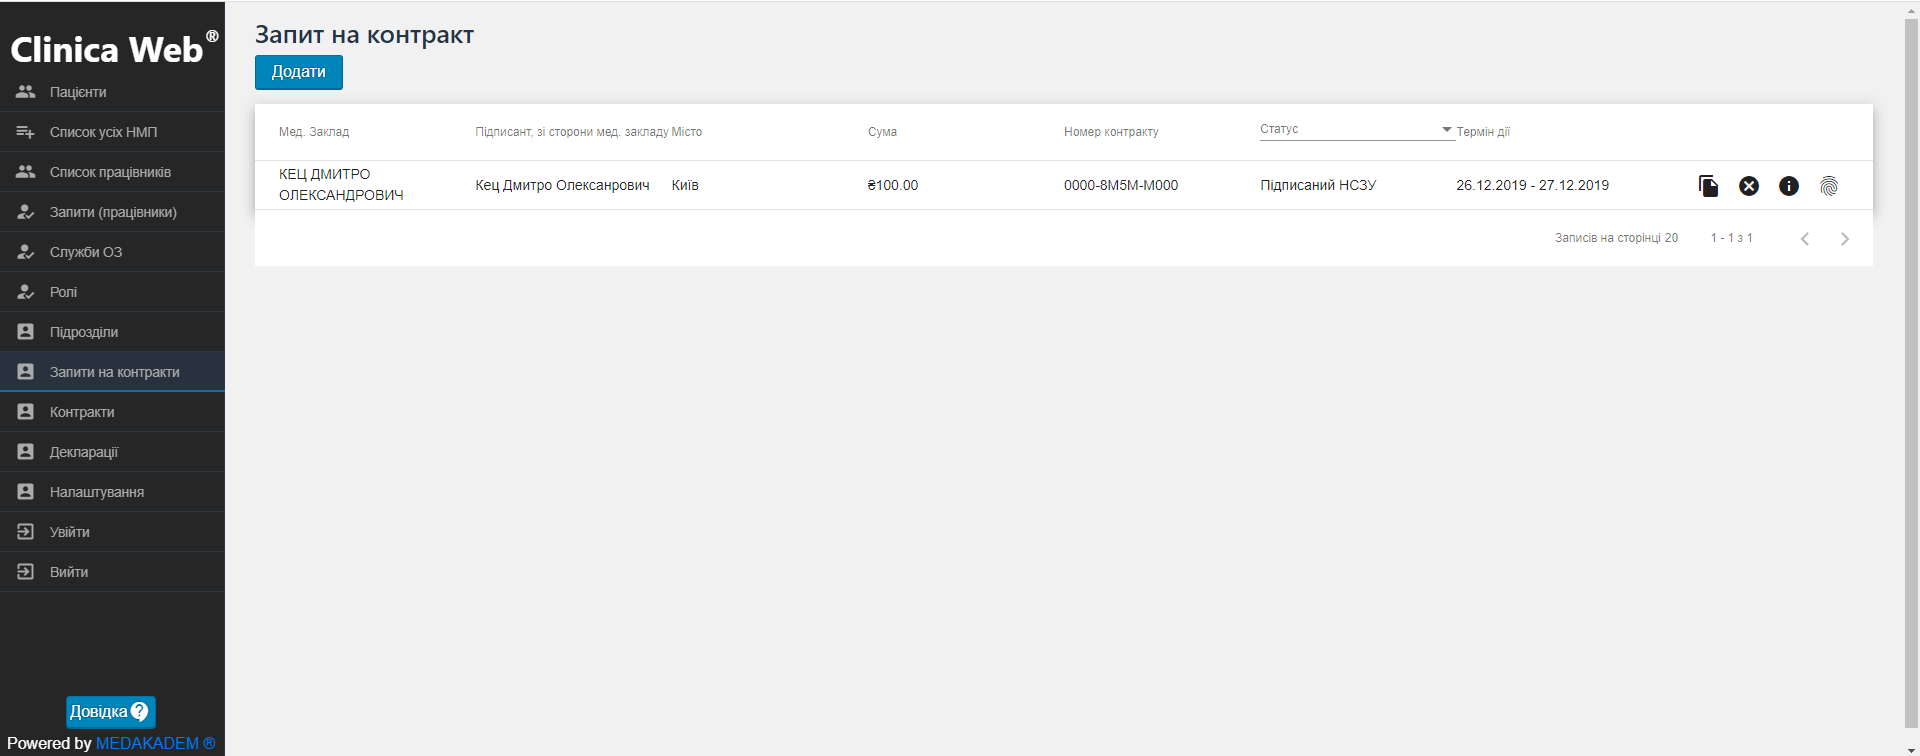 Clinica Web ®
Пацієнти
Список усіх НМП
Список працівників
Запити (працівники)
Служби ОЗ
Ролі
Підрозділи
Запити на контракти
Контракти
Декларації
Налаштування
Увійти
Вийти
Довідка ?
Powered by MEDAKADEM ®
Запит на контракт
Додати
Мед. Заклад Підписант, зі сторони мед. закладу Місто Сума Номер контракту Статус Термін дії
КЕЦ ДМИТРО
ОЛЕКСАНДРОВИЧ
Кец Дмитро Олексанрович Київ ₴100.00 0000-8M5M-M000 Підписаний НСЗУ 26.12.2019 - 27.12.2019
Записів на сторінці 20 1 - 1 з 1